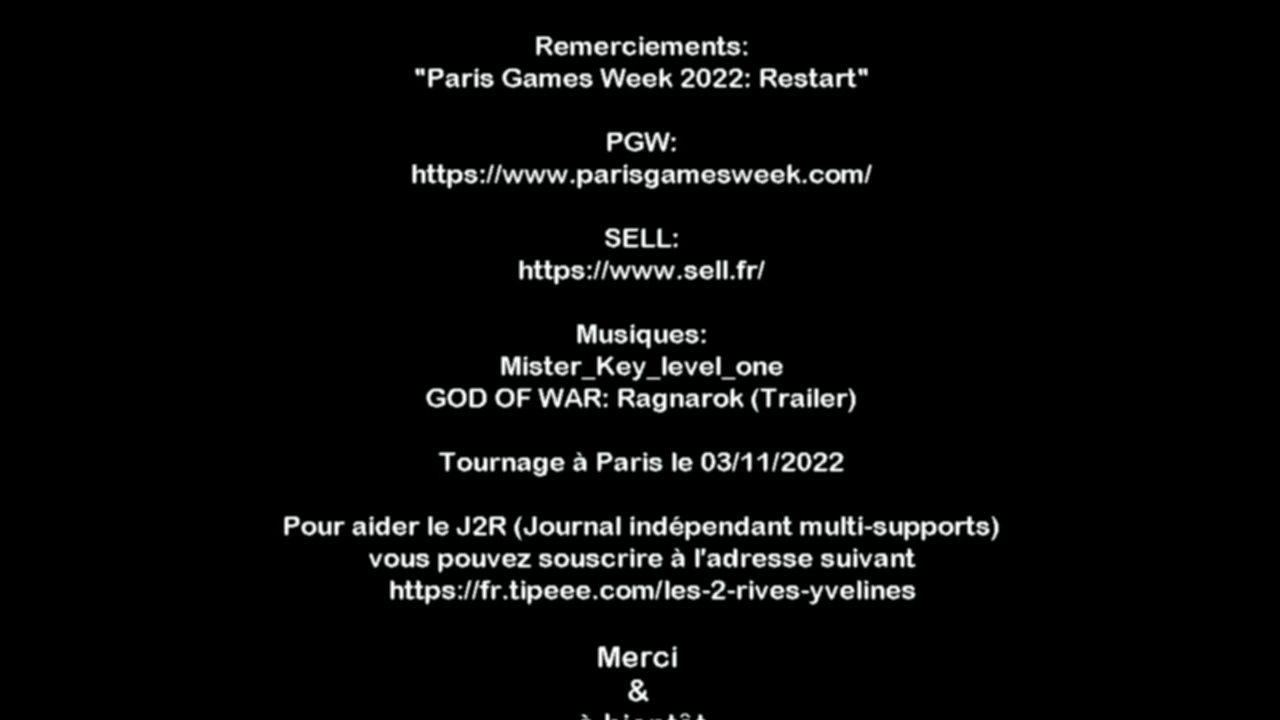 Remerciements:
"Paris Games Week 2022: Restart"
PGW:
https://www.parisgamesweek.com/
SELL:
https://www.sell.fr/
Musiques:
Mister_Key_level_one
GOD OF WAR: Ragnarok (Trailer)
Tournage à Paris le 03/11/2022
Pour aider le J2R (Journal indépendant multi-supports)
vous pouvez souscrire à l'adresse suivant
https://fr.tipeee.com/les-2-rives-yvelines
Merci
&
à bientôt